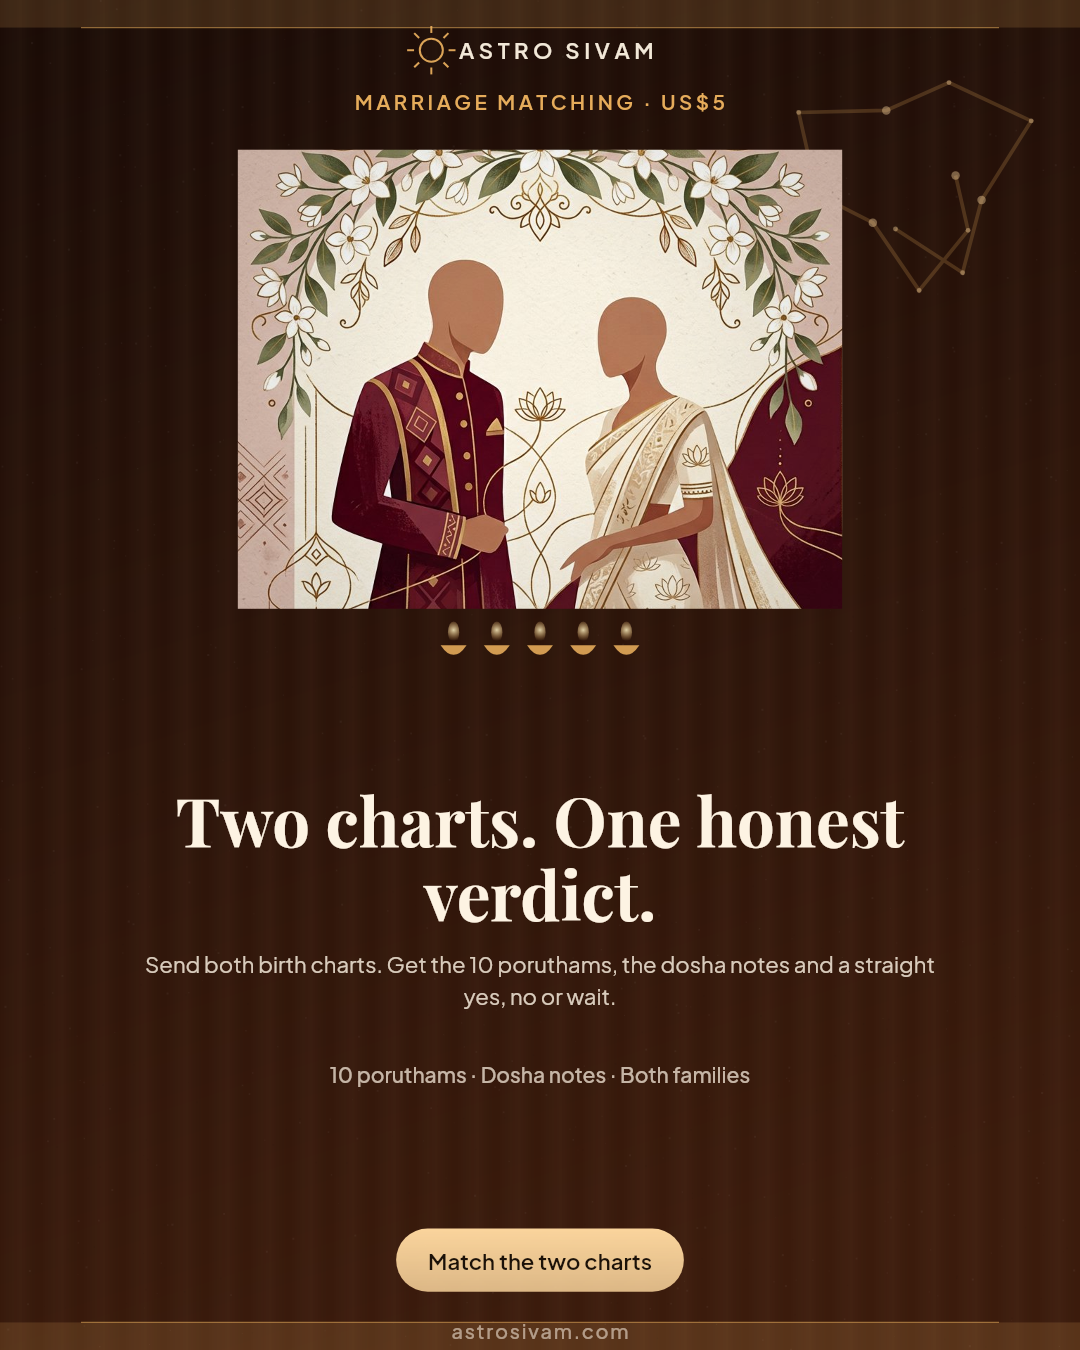 ASTRO SIVAM
MARRIAGE MATCHING · US$5
Two charts. One honest
verdict.
Send both birth charts. Get the 10 poruthams, the dosha notes and a straight
yes, no or wait.
10 poruthams · Dosha notes · Both families
Match the two charts
astrosivam.com